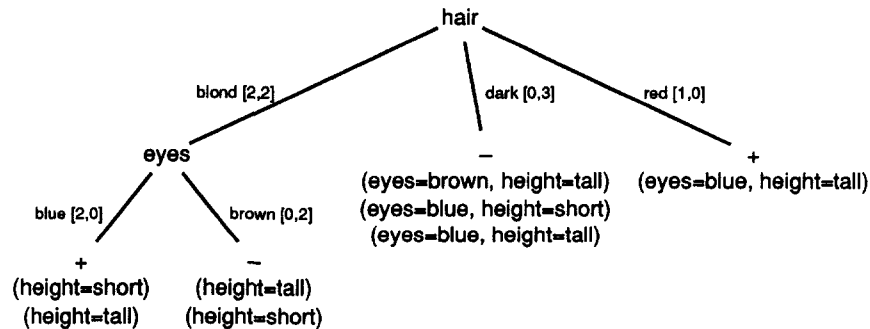 hair
blond [2,2]
dark [0,3]
red [1,0]
eyes
−
+
(eyes=brown, height=tall)
(eyes=blue, height=tall)
(eyes=blue, height=short)
(eyes=blue, height=tall)
blue [2,0]
brown [0,2]
+
−
(height=short)
(height=tall)
(height=tall)
(height=short)